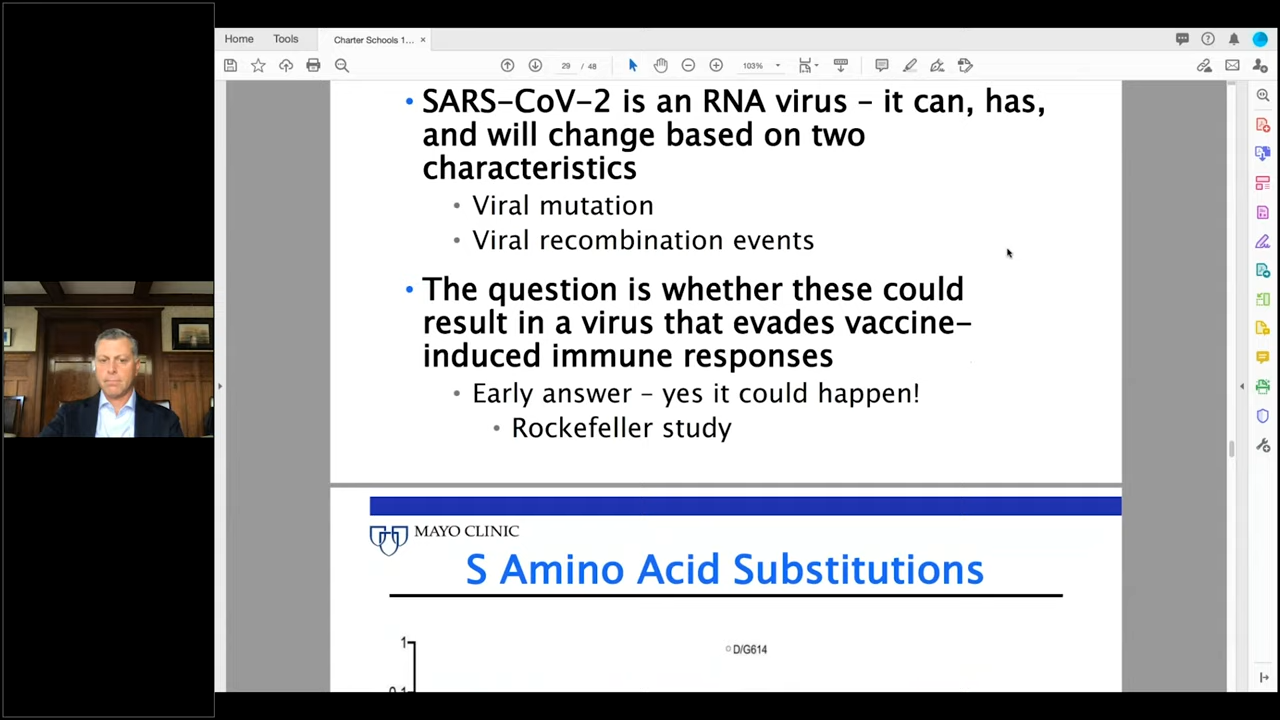 Home Tools Charter Schools 1... ×
29 / 48 103%
• SARS-CoV-2 is an RNA virus – it can, has,
and will change based on two
characteristics
• Viral mutation
• Viral recombination events
• The question is whether these could
result in a virus that evades vaccine-
induced immune responses
• Early answer – yes it could happen!
• Rockefeller study
MAYO CLINIC
S Amino Acid Substitutions
1
D/G614
0.1